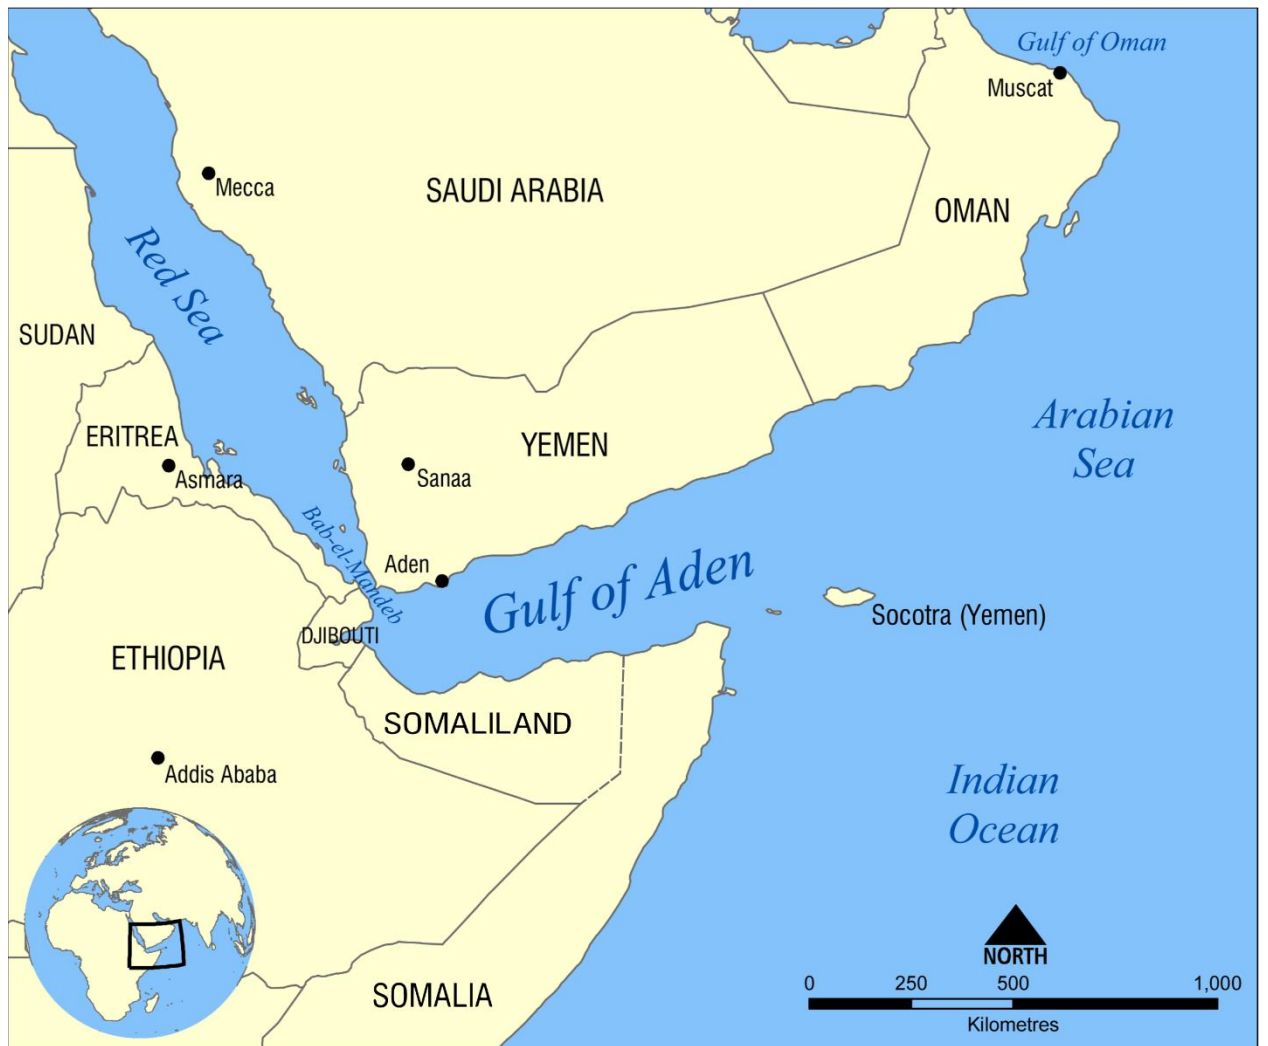 Gulf of Oman
Muscat
Mecca
SAUDI ARABIA
OMAN
Red Sea
SUDAN
Arabian
Sea
ERITREA
YEMEN
Asmara
Sanaa
Bab-el-Mandeb
Aden
Gulf of Aden
Socotra (Yemen)
DJIBOUTI
ETHIOPIA
SOMALILAND
Addis Ababa
Indian
Ocean
NORTH
0 250 500 1,000
Kilometres
SOMALIA